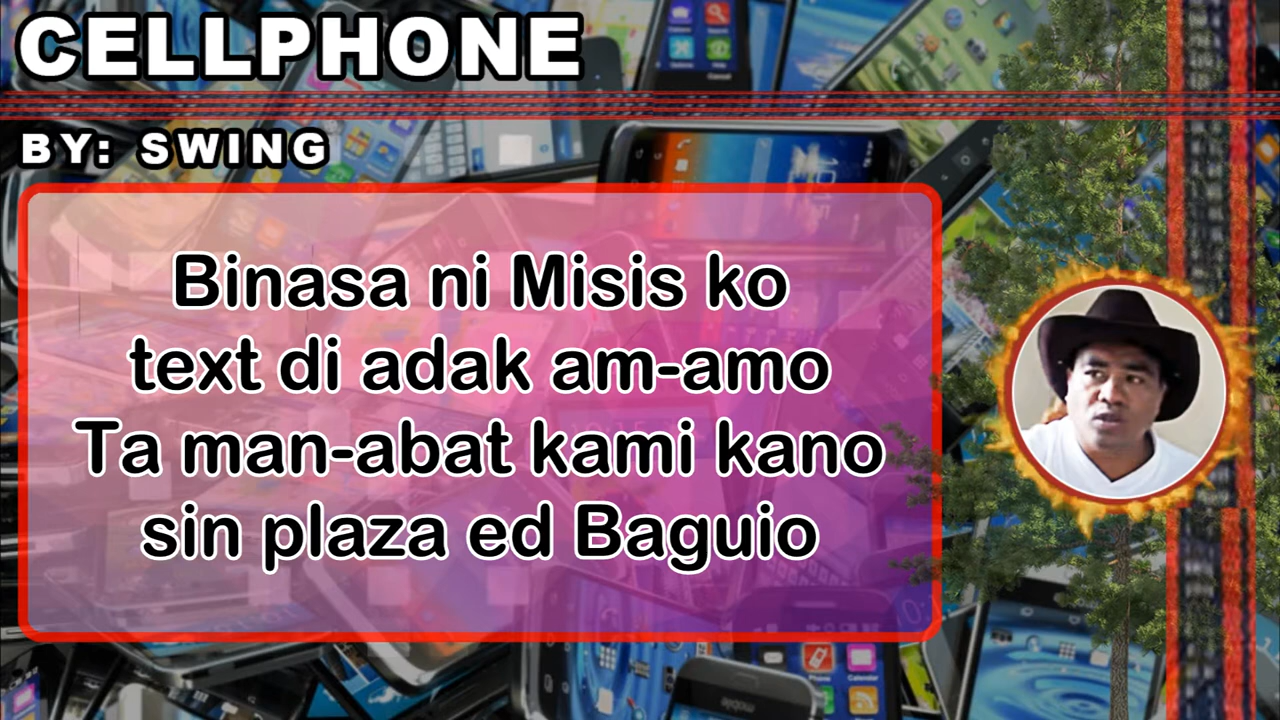 CELLPHONE
BY: SWING
Binasa ni Misis ko
text di adak am-amo
Ta man-abat kami kano
sin plaza ed Baguio